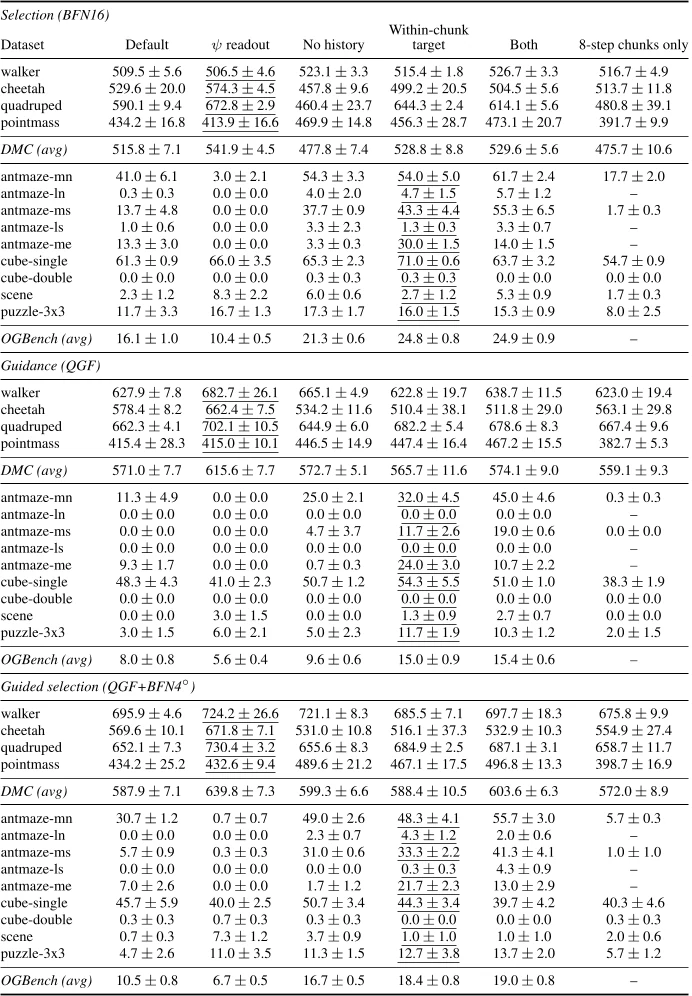 Selection (BFN16)
Dataset Default ψ readout No history Within-chunk target Both 8-step chunks only
walker 509.5 ± 5.6 506.5 ± 4.6 523.1 ± 3.3 515.4 ± 1.8 526.7 ± 3.3 516.7 ± 4.9
cheetah 529.6 ± 20.0 574.3 ± 4.5 457.8 ± 9.6 499.2 ± 20.5 504.5 ± 5.6 513.7 ± 11.8
quadruped 590.1 ± 9.4 672.8 ± 2.9 460.4 ± 23.7 644.3 ± 2.4 614.1 ± 5.6 480.8 ± 39.1
pointmass 434.2 ± 16.8 413.9 ± 16.6 469.9 ± 14.8 456.3 ± 28.7 473.1 ± 20.7 391.7 ± 9.9
DMC (avg) 515.8 ± 7.1 541.9 ± 4.5 477.8 ± 7.4 528.8 ± 8.8 529.6 ± 5.6 475.7 ± 10.6
antmaze-mn 41.0 ± 6.1 3.0 ± 2.1 54.3 ± 3.3 54.0 ± 5.0 61.7 ± 2.4 17.7 ± 2.0
antmaze-ln 0.3 ± 0.3 0.0 ± 0.0 4.0 ± 2.0 4.7 ± 1.5 5.7 ± 1.2 –
antmaze-ms 13.7 ± 4.8 0.0 ± 0.0 37.7 ± 0.9 43.3 ± 4.4 55.3 ± 6.5 1.7 ± 0.3
antmaze-ls 1.0 ± 0.6 0.0 ± 0.0 3.3 ± 2.3 1.3 ± 0.3 3.3 ± 0.7 –
antmaze-me 13.3 ± 3.0 0.0 ± 0.0 3.3 ± 0.3 30.0 ± 1.5 14.0 ± 1.5 –
cube-single 61.3 ± 0.9 66.0 ± 3.5 65.3 ± 2.3 71.0 ± 0.6 63.7 ± 3.2 54.7 ± 0.9
cube-double 0.0 ± 0.0 0.0 ± 0.0 0.3 ± 0.3 0.3 ± 0.3 0.0 ± 0.0 0.0 ± 0.0
scene 2.3 ± 1.2 8.3 ± 2.2 6.0 ± 0.6 2.7 ± 1.2 5.3 ± 0.9 1.7 ± 0.3
puzzle-3x3 11.7 ± 3.3 16.7 ± 1.3 17.3 ± 1.7 16.0 ± 1.5 15.3 ± 0.9 8.0 ± 2.5
OGBench (avg) 16.1 ± 1.0 10.4 ± 0.5 21.3 ± 0.6 24.8 ± 0.8 24.9 ± 0.9 –
Guidance (QGF)
walker 627.9 ± 7.8 682.7 ± 26.1 665.1 ± 4.9 622.8 ± 19.7 638.7 ± 11.5 623.0 ± 19.4
cheetah 578.4 ± 8.2 662.4 ± 7.5 534.2 ± 11.6 510.4 ± 38.1 511.8 ± 29.0 563.1 ± 29.8
quadruped 662.3 ± 4.1 702.1 ± 10.5 644.9 ± 6.0 682.2 ± 5.4 678.6 ± 8.3 667.4 ± 9.6
pointmass 415.4 ± 28.3 415.0 ± 10.1 446.5 ± 14.9 447.4 ± 16.4 467.2 ± 15.5 382.7 ± 5.3
DMC (avg) 571.0 ± 7.7 615.6 ± 7.7 572.7 ± 5.1 565.7 ± 11.6 574.1 ± 9.0 559.1 ± 9.3
antmaze-mn 11.3 ± 4.9 0.0 ± 0.0 25.0 ± 2.1 32.0 ± 4.5 45.0 ± 4.6 0.3 ± 0.3
antmaze-ln 0.0 ± 0.0 0.0 ± 0.0 0.0 ± 0.0 0.0 ± 0.0 0.0 ± 0.0 –
antmaze-ms 0.0 ± 0.0 0.0 ± 0.0 4.7 ± 3.7 11.7 ± 2.6 19.0 ± 0.6 0.0 ± 0.0
antmaze-ls 0.0 ± 0.0 0.0 ± 0.0 0.0 ± 0.0 0.0 ± 0.0 0.0 ± 0.0 –
antmaze-me 9.3 ± 1.7 0.0 ± 0.0 0.7 ± 0.3 24.0 ± 3.0 10.7 ± 2.2 –
cube-single 48.3 ± 4.3 41.0 ± 2.3 50.7 ± 1.2 54.3 ± 5.5 51.0 ± 1.0 38.3 ± 1.9
cube-double 0.0 ± 0.0 0.0 ± 0.0 0.0 ± 0.0 0.0 ± 0.0 0.0 ± 0.0 0.0 ± 0.0
scene 0.0 ± 0.0 3.0 ± 1.5 0.0 ± 0.0 1.3 ± 0.9 2.7 ± 0.7 0.0 ± 0.0
puzzle-3x3 3.0 ± 1.5 6.0 ± 2.1 5.0 ± 2.3 11.7 ± 1.9 10.3 ± 1.2 2.0 ± 1.5
OGBench (avg) 8.0 ± 0.8 5.6 ± 0.4 9.6 ± 0.6 15.0 ± 0.9 15.4 ± 0.6 –
Guided selection (QGF+BFN4°)
walker 695.9 ± 4.6 724.2 ± 26.6 721.1 ± 8.3 685.5 ± 7.1 697.7 ± 18.3 675.8 ± 9.9
cheetah 569.6 ± 10.1 671.8 ± 7.1 531.0 ± 10.8 516.1 ± 37.3 532.9 ± 10.3 554.9 ± 27.4
quadruped 652.1 ± 7.3 730.4 ± 3.2 655.6 ± 8.3 684.9 ± 2.5 687.1 ± 3.1 658.7 ± 11.7
pointmass 434.2 ± 25.2 432.6 ± 9.4 489.6 ± 21.2 467.1 ± 17.5 496.8 ± 13.3 398.7 ± 16.9
DMC (avg) 587.9 ± 7.1 639.8 ± 7.3 599.3 ± 6.6 588.4 ± 10.5 603.6 ± 6.3 572.0 ± 8.9
antmaze-mn 30.7 ± 1.2 0.7 ± 0.7 49.0 ± 2.6 48.3 ± 4.1 55.7 ± 3.0 5.7 ± 0.3
antmaze-ln 0.0 ± 0.0 0.0 ± 0.0 2.3 ± 0.7 4.3 ± 1.2 2.0 ± 0.6 –
antmaze-ms 5.7 ± 0.9 0.3 ± 0.3 31.0 ± 0.6 33.3 ± 2.2 41.3 ± 4.1 1.0 ± 1.0
antmaze-ls 0.0 ± 0.0 0.0 ± 0.0 0.0 ± 0.0 0.3 ± 0.3 4.3 ± 0.9 –
antmaze-me 7.0 ± 2.6 0.0 ± 0.0 1.7 ± 1.2 21.7 ± 2.3 13.0 ± 2.9 –
cube-single 45.7 ± 5.9 40.0 ± 2.5 50.7 ± 3.4 44.3 ± 3.4 39.7 ± 4.2 40.3 ± 4.6
cube-double 0.3 ± 0.3 0.7 ± 0.3 0.3 ± 0.3 0.0 ± 0.0 0.0 ± 0.0 0.3 ± 0.3
scene 0.7 ± 0.3 7.3 ± 1.2 3.7 ± 0.9 1.0 ± 1.0 1.0 ± 1.0 2.0 ± 0.6
puzzle-3x3 4.7 ± 2.6 11.0 ± 3.5 11.3 ± 1.5 12.7 ± 3.8 13.7 ± 2.0 5.7 ± 1.2
OGBench (avg) 10.5 ± 0.8 6.7 ± 0.5 16.7 ± 0.5 18.4 ± 0.8 19.0 ± 0.8 –